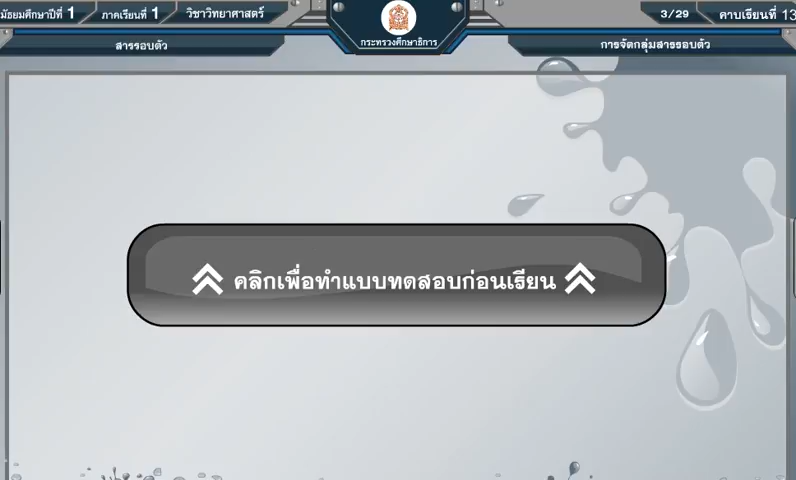 มัธยมศึกษาปีที่ 1 ภาคเรียนที่ 1 วิชาวิทยาศาสตร์
3/29 คาบเรียนที่ 13
กระทรวงศึกษาธิการ
สารรอบตัว
การจัดกลุ่มสารรอบตัว
คลิกเพื่อทำแบบทดสอบก่อนเรียน